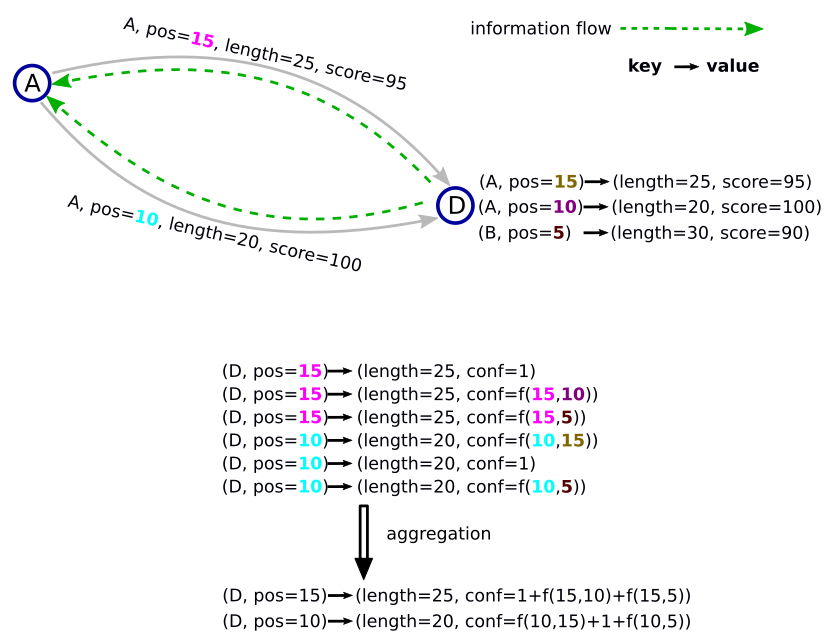 A, pos=15, length=25, score=95
information flow
key → value
A
D
(A, pos=15)→(length=25, score=95)
(A, pos=10)→(length=20, score=100)
(B, pos=5) →(length=30, score=90)
A, pos=10, length=20, score=100
(D, pos=15)→(length=25, conf=1)
(D, pos=15)→(length=25, conf=f(15,10))
(D, pos=15)→(length=25, conf=f(15,5))
(D, pos=10)→(length=20, conf=f(10,15))
(D, pos=10)→(length=20, conf=1)
(D, pos=10)→(length=20, conf=f(10,5))
aggregation
(D, pos=15)→(length=25, conf=1+f(15,10)+f(15,5))
(D, pos=10)→(length=20, conf=f(10,15)+1+f(10,5))